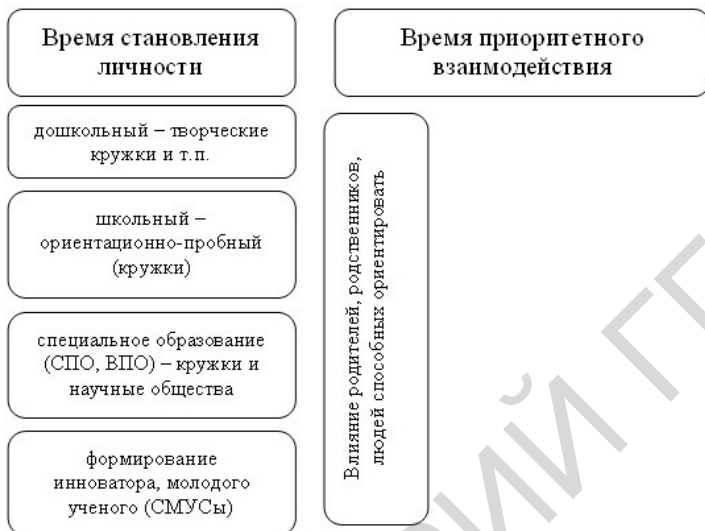 Время становления
личности
Время приоритетного
взаимодействия
дошкольный – творческие
кружки и т.п.
школьный –
ориентационно-пробный
(кружки)
специальное образование
(СПО, ВПО) – кружки и
научные общества
формирование
инноватора, молодого
ученого (СМУСы)
Влияние родителей, родственников,
людей способных ориентировать